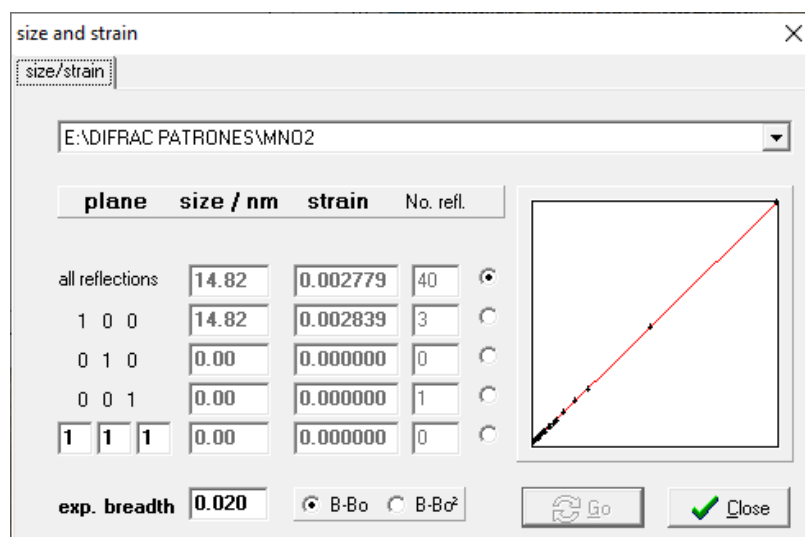 size and strain
size/strain
E:\DIFRAC PATRONES\MNO2
plane size / nm strain No. refl.
all reflections 14.82 0.002779 40
1 0 0 14.82 0.002839 3
0 1 0 0.00 0.000000 0
0 0 1 0.00 0.000000 1
1 1 1 0.00 0.000000 0
exp. breadth 0.020 B-Bo B-Bo² Go Close